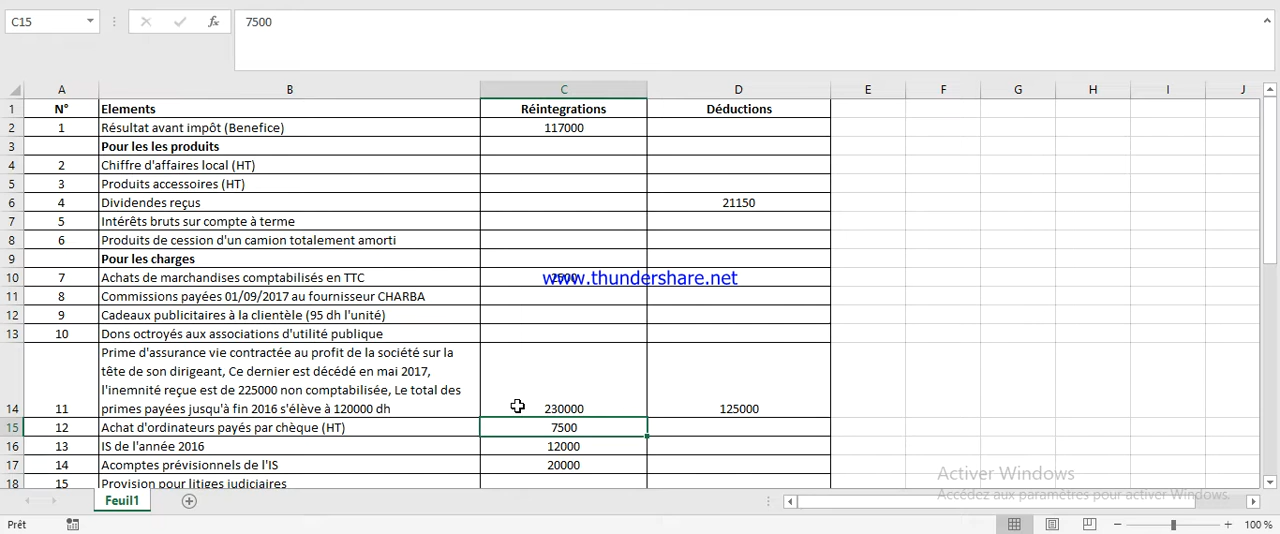 C15
fx
7500
A B C D E F G H I J
1 N° Elements Réintegrations Déductions
2 1 Résultat avant impôt (Benefice) 117000
3 Pour les les produits
4 2 Chiffre d'affaires local (HT)
5 3 Produits accessoires (HT)
6 4 Dividendes reçus 21150
7 5 Intérêts bruts sur compte à terme
8 6 Produits de cession d'un camion totalement amorti
9 Pour les charges
10 7 Achats de marchandises comptabilisés en TTC www.thundershare.net
11 8 Commissions payées 01/09/2017 au fournisseur CHARBA
12 9 Cadeaux publicitaires à la clientèle (95 dh l'unité)
13 10 Dons octroyés aux associations d'utilité publique
Prime d'assurance vie contractée au profit de la société sur la
tête de son dirigeant, Ce dernier est décédé en mai 2017,
l'inemnité reçue est de 225000 non comptabilisée, Le total des
14 11 primes payées jusqu'à fin 2016 s'élève à 120000 dh 230000 125000
15 12 Achat d'ordinateurs payés par chèque (HT) 7500
16 13 IS de l'année 2016 12000
17 14 Acomptes prévisionnels de l'IS 20000
18 15 Provision pour litiges judiciaires
Activer Windows
Accédez aux paramètres pour activer Windows.
Feuil1
Prêt
100 %